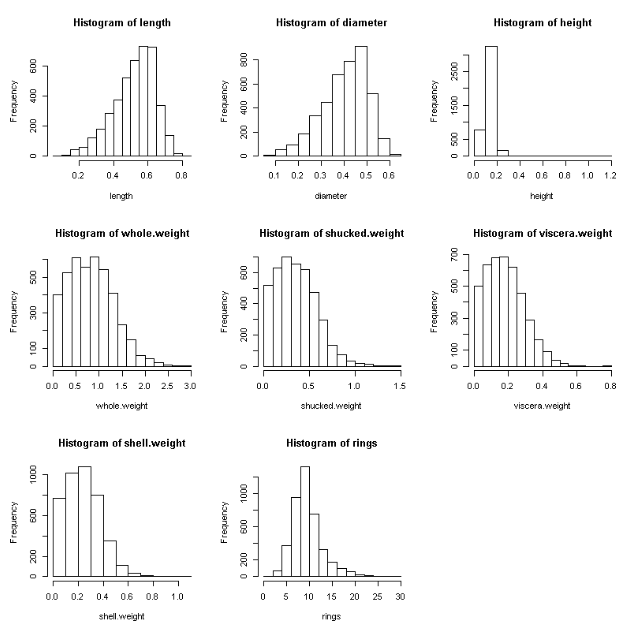 Histogram of length
Frequency
0 200 400 600
0.2 0.4 0.6 0.8
length
Histogram of diameter
Frequency
0 200 400 600 800
0.1 0.2 0.3 0.4 0.5 0.6
diameter
Histogram of height
Frequency
0 500 1500 2500
0.0 0.2 0.4 0.6 0.8 1.0 1.2
height
Histogram of whole.weight
Frequency
0 100 300 500
0.0 0.5 1.0 1.5 2.0 2.5 3.0
whole.weight
Histogram of shucked.weight
Frequency
0 200 400 600
0.0 0.5 1.0 1.5
shucked.weight
Histogram of viscera.weight
Frequency
0 100 300 500 700
0.0 0.2 0.4 0.6 0.8
viscera.weight
Histogram of shell.weight
Frequency
0 200 600 1000
0.0 0.2 0.4 0.6 0.8 1.0
shell.weight
Histogram of rings
Frequency
0 200 600 1000
0 5 10 15 20 25 30
rings